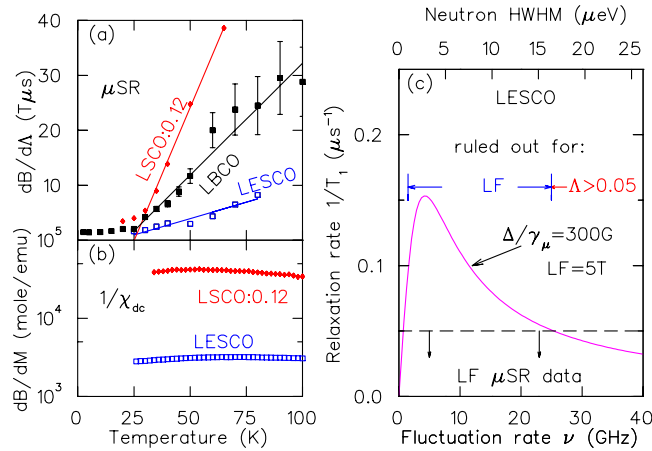 (a)
μSR
LSCO:0.12
LBCO
LESCO
dB/dΛ (Tμs)
40
30
20
10
10⁵
(b)
1/χdc
LSCO:0.12
LESCO
dB/dM (mole/emu)
10⁴
10³
0 25 50 75 100
Temperature (K)
Neutron HWHM (μeV)
0 5 10 15 20 25
(c)
LESCO
ruled out for:
LF
Λ>0.05
Δ/γμ=300G
LF=5T
LF μSR data
Relaxation rate 1/T₁ (μs⁻¹)
0.2
0.1
0.0
0 10 20 30 40
Fluctuation rate ν (GHz)